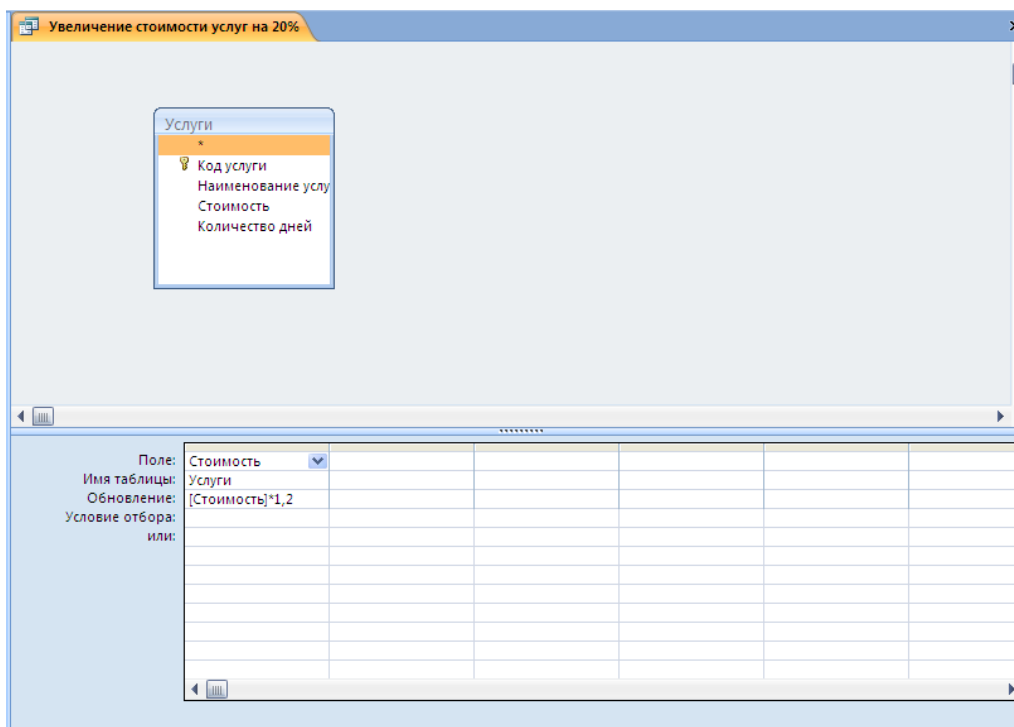 Увеличение стоимости услуг на 20%
Услуги
*
Код услуги
Наименование услу
Стоимость
Количество дней
Поле: Стоимость
Имя таблицы: Услуги
Обновление: [Стоимость]*1,2
Условие отбора:
или: